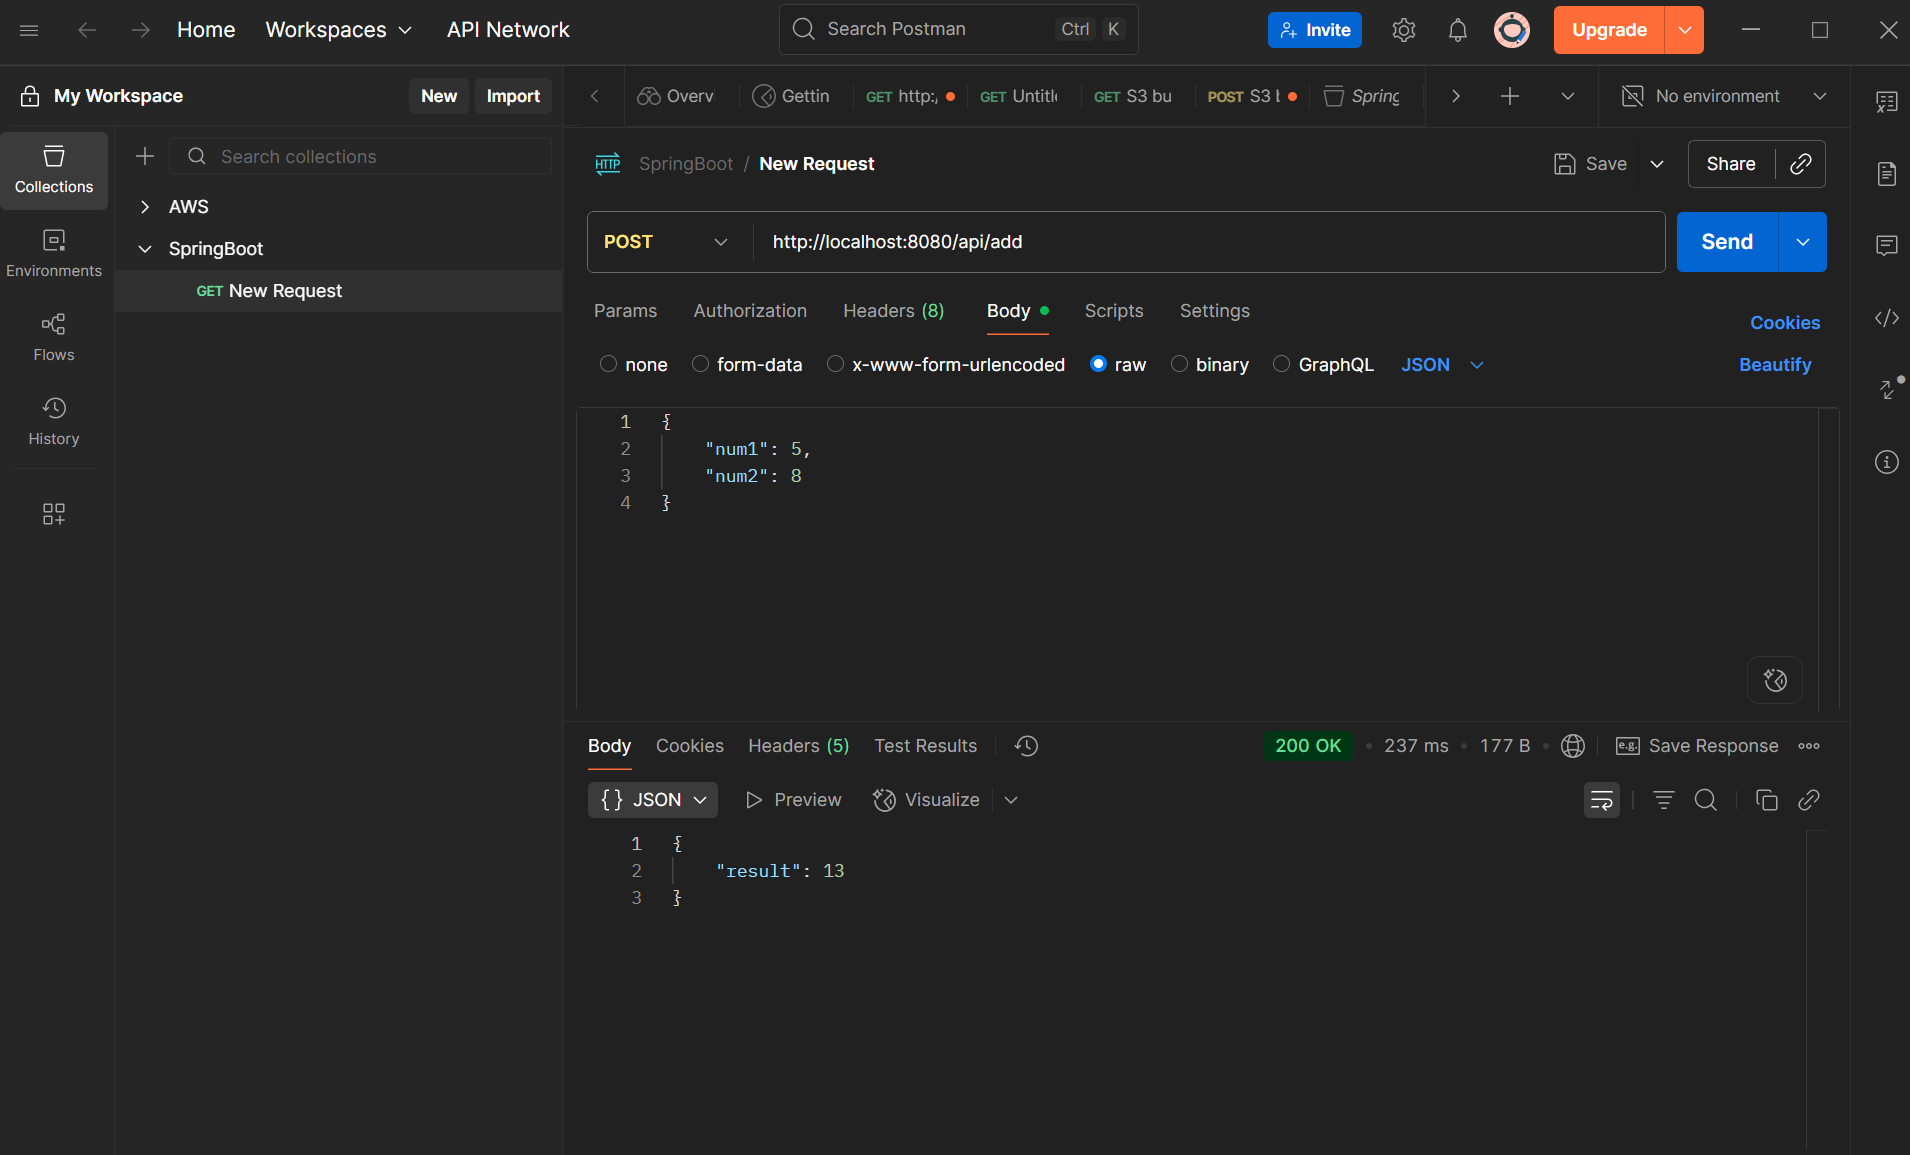 Home Workspaces API Network Search Postman Ctrl K Invite Upgrade
My Workspace New Import Overv Gettin GET http:/ GET Untitle GET S3 bu POST S3 b Spring No environment
Search collections
Collections
Environments
Flows
History
AWS
SpringBoot
GET New Request
HTTP SpringBoot / New Request Save Share
POST http://localhost:8080/api/add Send
Params Authorization Headers (8) Body Scripts Settings Cookies
none form-data x-www-form-urlencoded raw binary GraphQL JSON Beautify
1 {
2 "num1": 5,
3 "num2": 8
4 }
Body Cookies Headers (5) Test Results 200 OK • 237 ms • 177 B • e.g. Save Response
{} JSON Preview Visualize
1 {
2 "result": 13
3 }